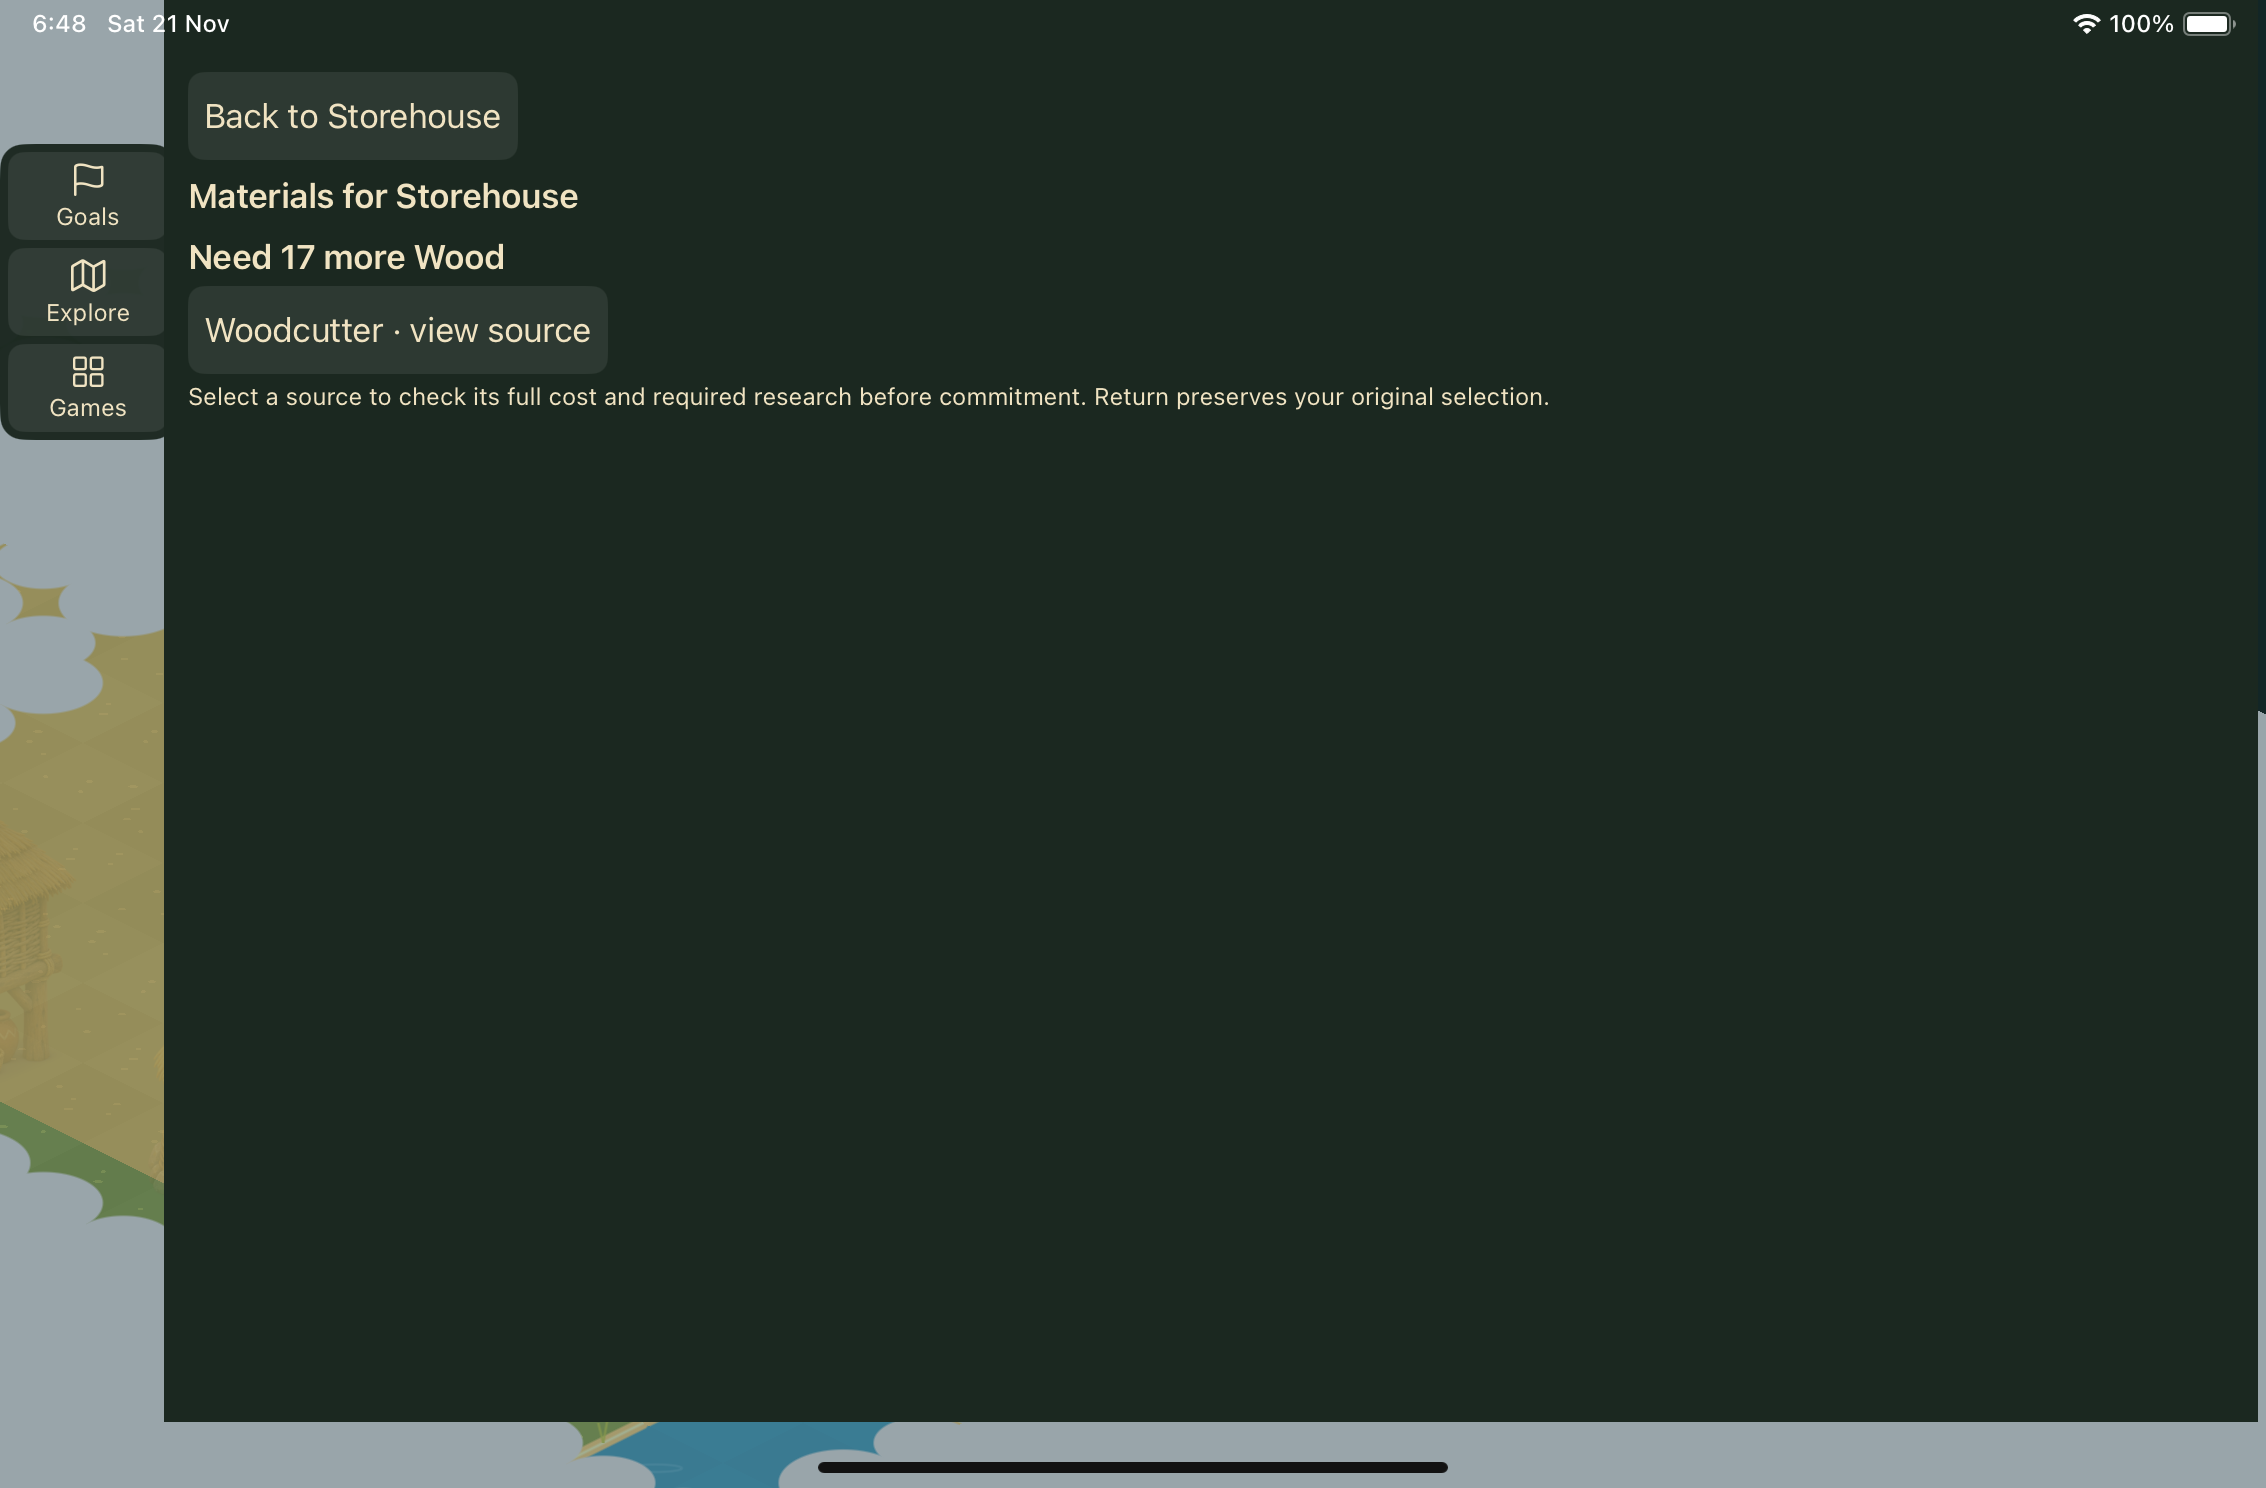 6:48 Sat 21 Nov
100%
Back to Storehouse
Materials for Storehouse
Goals
Need 17 more Wood
Explore
Woodcutter · view source
Select a source to check its full cost and required research before commitment. Return preserves your original selection.
Games